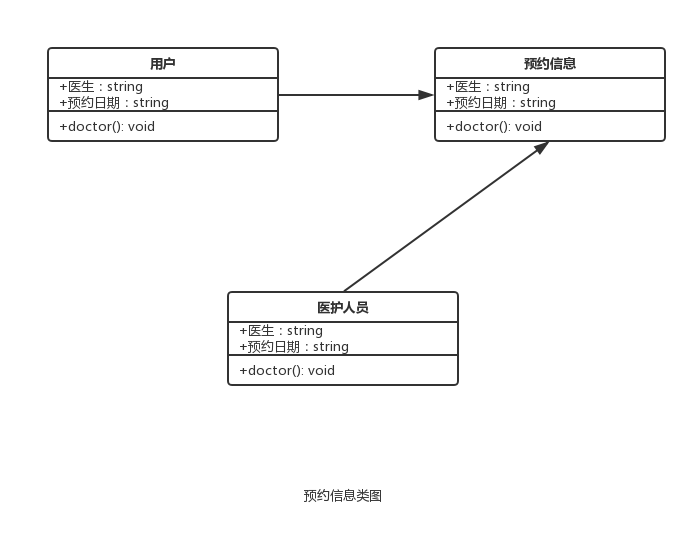 用户
+医生：string
+预约日期：string
+doctor(): void
预约信息
+医生：string
+预约日期：string
+doctor(): void
医护人员
+医生：string
+预约日期：string
+doctor(): void
预约信息类图